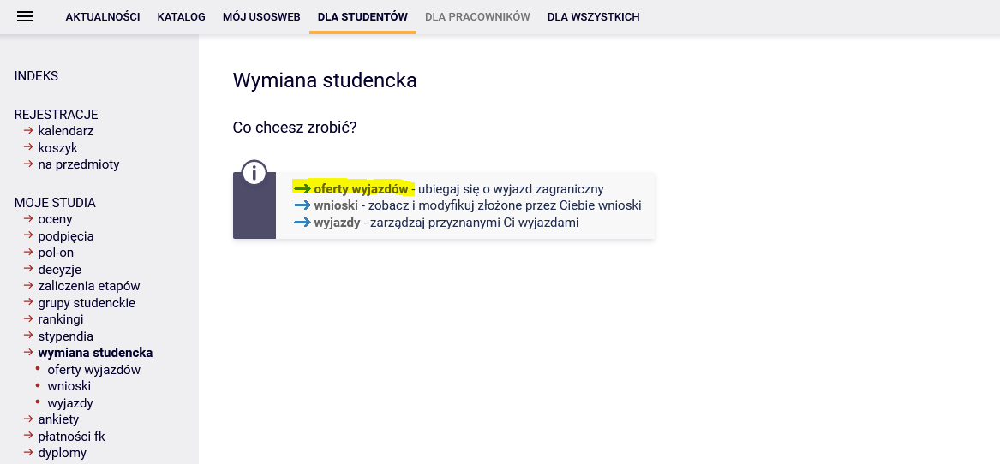 AKTUALNOŚCI KATALOG MÓJ USOSWEB DLA STUDENTÓW DLA PRACOWNIKÓW DLA WSZYSTKICH
INDEKS
REJESTRACJE
kalendarz
koszyk
na przedmioty
MOJE STUDIA
oceny
podpięcia
pol-on
decyzje
zaliczenia etapów
grupy studenckie
rankingi
stypendia
wymiana studencka
oferty wyjazdów
wnioski
wyjazdy
ankiety
płatności fk
dyplomy
Wymiana studencka
Co chcesz zrobić?
oferty wyjazdów - ubiegaj się o wyjazd zagraniczny
wnioski - zobacz i modyfikuj złożone przez Ciebie wnioski
wyjazdy - zarządzaj przyznanymi Ci wyjazdami